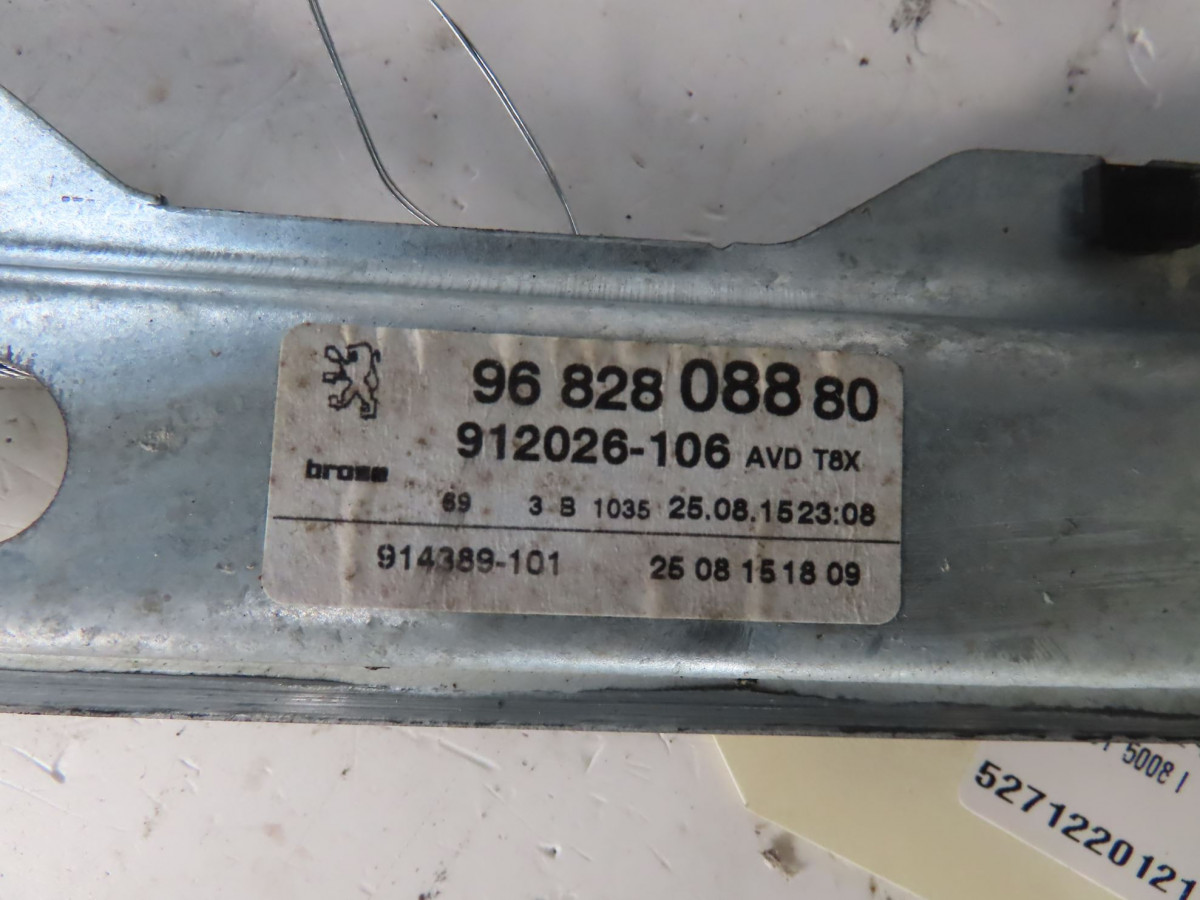 96 828 088 80
912026-106 AVD T8X
brose
69 3 B 1035 25.08.15 23:08
914389-101 25 08 15 18 09
5008 I
5271220121